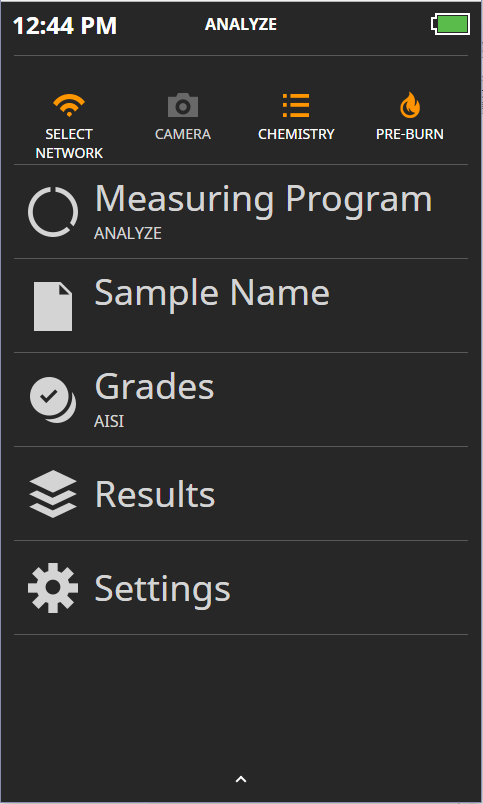 12:44 PM ANALYZE
SELECT
NETWORK
CAMERA
CHEMISTRY
PRE-BURN
Measuring Program
ANALYZE
Sample Name
Grades
AISI
Results
Settings